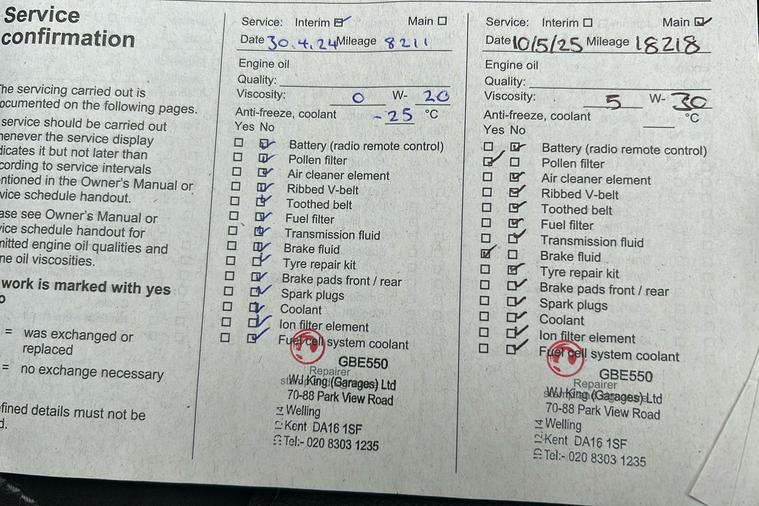 Service
confirmation
he servicing carried out is
ocumented on the following pages.
service should be carried out
henever the service display
dicates it but not later than
cording to service intervals
entioned in the Owner's Manual or
vice schedule handout.
ase see Owner's Manual or
vice schedule handout for
mitted engine oil qualities and
ne oil viscosities.
work is marked with yes
o
= was exchanged or
replaced
= no exchange necessary
fined details must not be
d.
Service: Interim Main
Date 30.4.24 Mileage 8211
Engine oil
Quality:
Viscosity: 0 W- 20
Anti-freeze, coolant -25 °C
Yes No
Battery (radio remote control)
Pollen filter
Air cleaner element
Ribbed V-belt
Toothed belt
Fuel filter
Transmission fluid
Brake fluid
Tyre repair kit
Brake pads front / rear
Spark plugs
Coolant
Ion filter element
Fuel cell system coolant
GBE550
Repairer
WJ King (Garages) Ltd
70-88 Park View Road
Welling
Kent DA16 1SF
Tel:- 020 8303 1235
Service: Interim Main
Date 10/5/25 Mileage 18218
Engine oil
Quality:
Viscosity: 5 W- 30
Anti-freeze, coolant °C
Yes No
Battery (radio remote control)
Pollen filter
Air cleaner element
Ribbed V-belt
Toothed belt
Fuel filter
Transmission fluid
Brake fluid
Tyre repair kit
Brake pads front / rear
Spark plugs
Coolant
Ion filter element
Fuel cell system coolant
GBE550
Repairer
WJ King (Garages) Ltd
70-88 Park View Road
Welling
Kent DA16 1SF
Tel:- 020 8303 1235